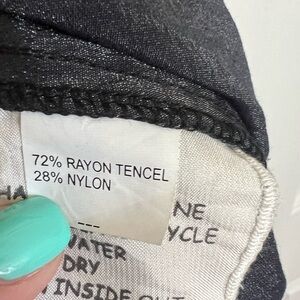 72% RAYON TENCEL
28% NYLON
---
NE
WATER
YCLE
DRY
INSIDE OUT